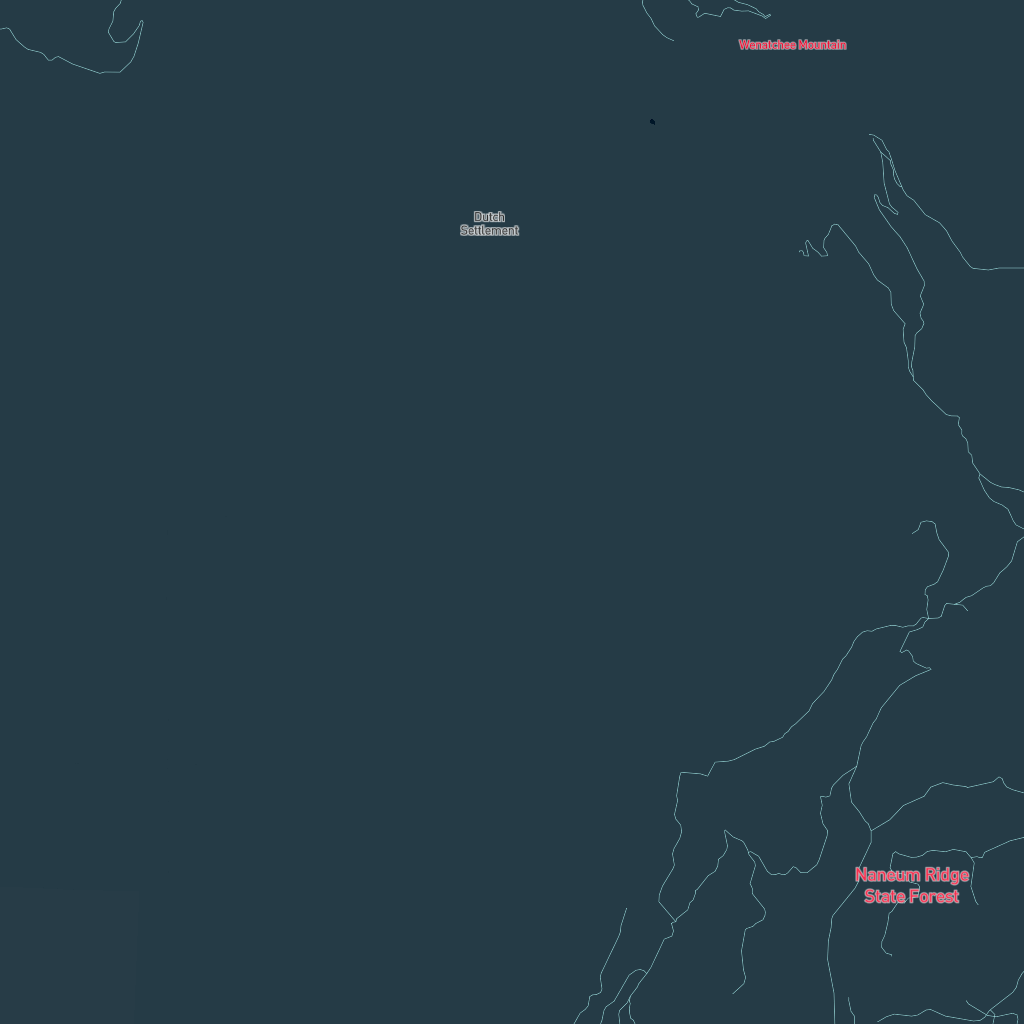 Wenatchee Mountain
Dutch
Settlement
Naneum Ridge
State Forest